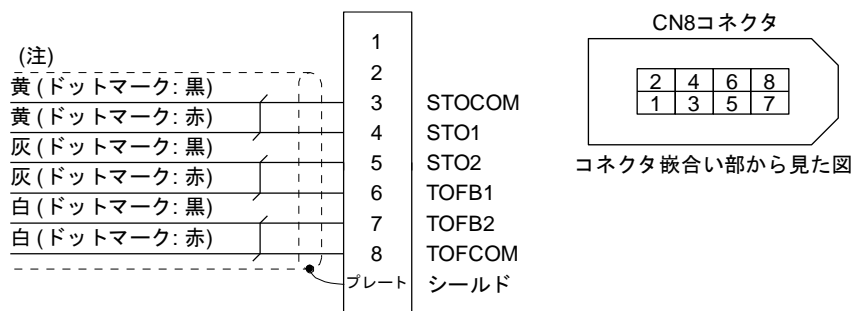 (注)
黄 (ドットマーク: 黒)
黄 (ドットマーク: 赤)
灰 (ドットマーク: 黒)
灰 (ドットマーク: 赤)
白 (ドットマーク: 黒)
白 (ドットマーク: 赤)
1
2
3 STOCOM
4 STO1
5 STO2
6 TOFB1
7 TOFB2
8 TOFCOM
プレート シールド
CN8コネクタ
2 4 6 8
1 3 5 7
コネクタ嵌合い部から見た図